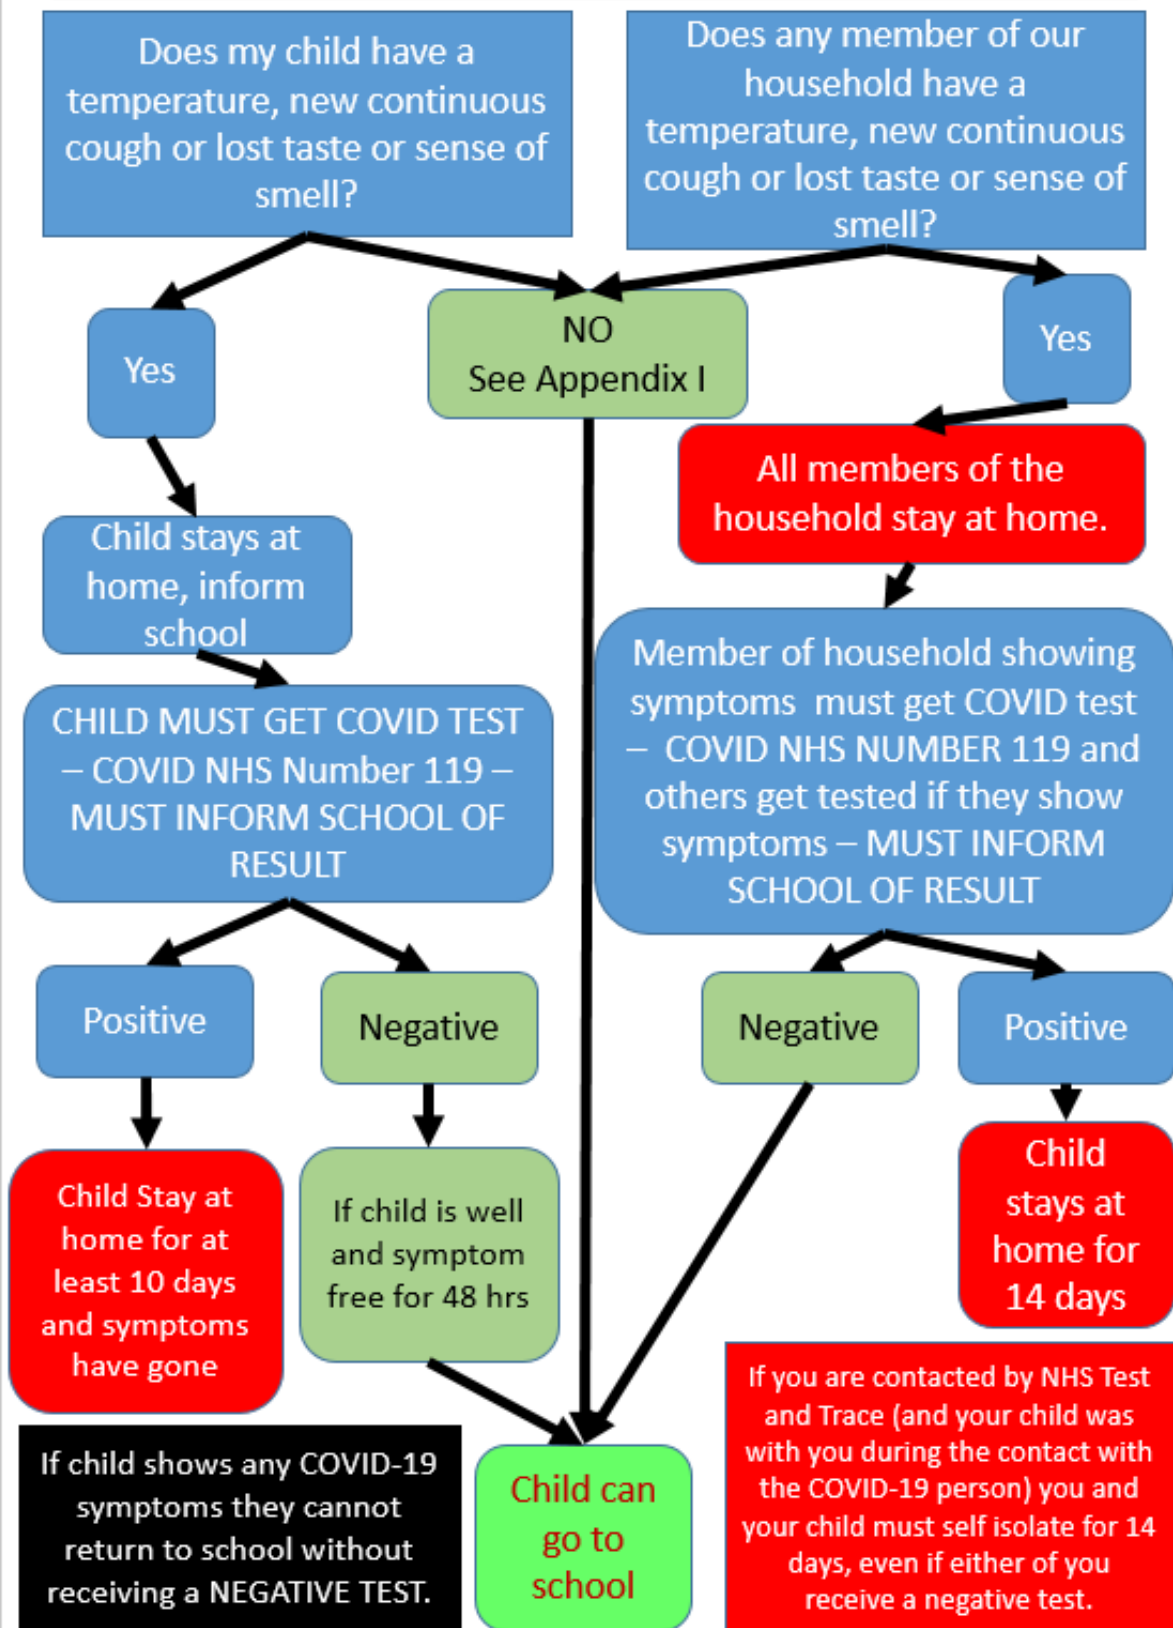 Does my child have a
temperature, new continuous
cough or lost taste or sense of
smell?
Does any member of our
household have a
temperature, new continuous
cough or lost taste or sense of
smell?
Yes
NO
See Appendix I
Yes
All members of the
household stay at home.
Child stays at
home, inform
school
Member of household showing
symptoms must get COVID test
– COVID NHS NUMBER 119 and
others get tested if they show
symptoms – MUST INFORM
SCHOOL OF RESULT
CHILD MUST GET COVID TEST
– COVID NHS Number 119 –
MUST INFORM SCHOOL OF
RESULT
Positive
Negative
Negative
Positive
Child Stay at
home for at
least 10 days
and symptoms
have gone
If child is well
and symptom
free for 48 hrs
Child
stays at
home for
14 days
If child shows any COVID-19
symptoms they cannot
return to school without
receiving a NEGATIVE TEST.
Child can
go to
school
If you are contacted by NHS Test
and Trace (and your child was
with you during the contact with
the COVID-19 person) you and
your child must self isolate for 14
days, even if either of you
receive a negative test.